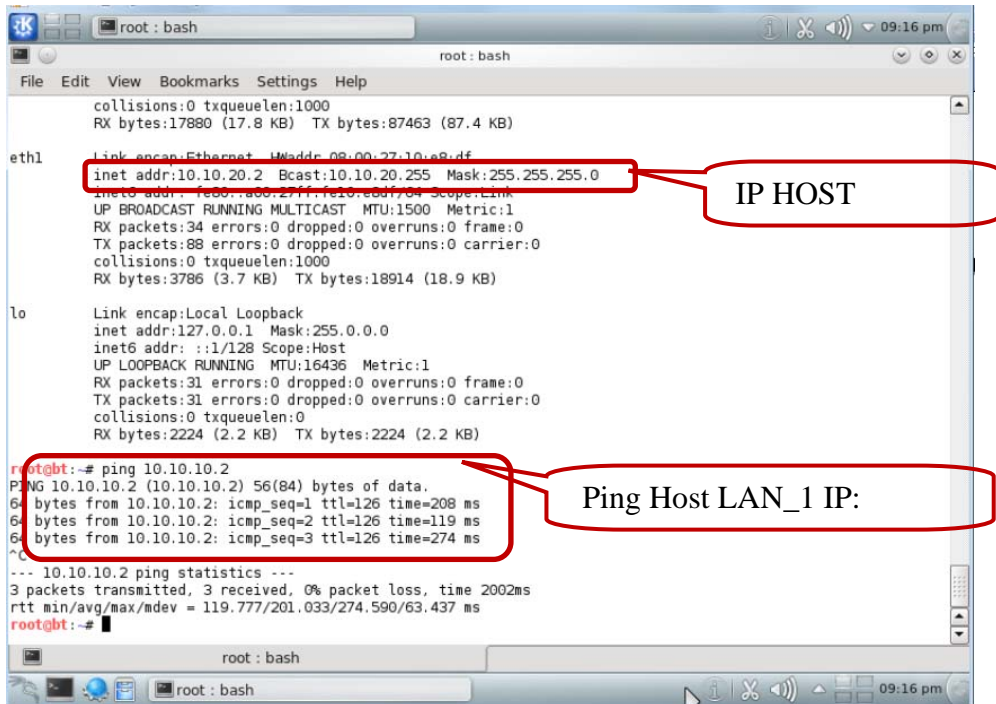 root : bash
09:16 pm
root : bash
File Edit View Bookmarks Settings Help
collisions:0 txqueuelen:1000
RX bytes:17880 (17.8 KB) TX bytes:87463 (87.4 KB)
eth1 Link encap:Ethernet HWaddr 08:00:27:10:e8:df
inet addr:10.10.20.2 Bcast:10.10.20.255 Mask:255.255.255.0
IP HOST
inet6 addr: fe80::a00:27ff:fe10:e8df/64 Scope:Link
UP BROADCAST RUNNING MULTICAST MTU:1500 Metric:1
RX packets:34 errors:0 dropped:0 overruns:0 frame:0
TX packets:88 errors:0 dropped:0 overruns:0 carrier:0
collisions:0 txqueuelen:1000
RX bytes:3786 (3.7 KB) TX bytes:18914 (18.9 KB)
lo Link encap:Local Loopback
inet addr:127.0.0.1 Mask:255.0.0.0
inet6 addr: ::1/128 Scope:Host
UP LOOPBACK RUNNING MTU:16436 Metric:1
RX packets:31 errors:0 dropped:0 overruns:0 frame:0
TX packets:31 errors:0 dropped:0 overruns:0 carrier:0
collisions:0 txqueuelen:0
RX bytes:2224 (2.2 KB) TX bytes:2224 (2.2 KB)
root@bt:~# ping 10.10.10.2
PING 10.10.10.2 (10.10.10.2) 56(84) bytes of data.
64 bytes from 10.10.10.2: icmp_seq=1 ttl=126 time=208 ms
64 bytes from 10.10.10.2: icmp_seq=2 ttl=126 time=119 ms
64 bytes from 10.10.10.2: icmp_seq=3 ttl=126 time=274 ms
Ping Host LAN_1 IP:
^C
--- 10.10.10.2 ping statistics ---
3 packets transmitted, 3 received, 0% packet loss, time 2002ms
rtt min/avg/max/mdev = 119.777/201.033/274.590/63.437 ms
root@bt:~#
root : bash
root : bash
09:16 pm